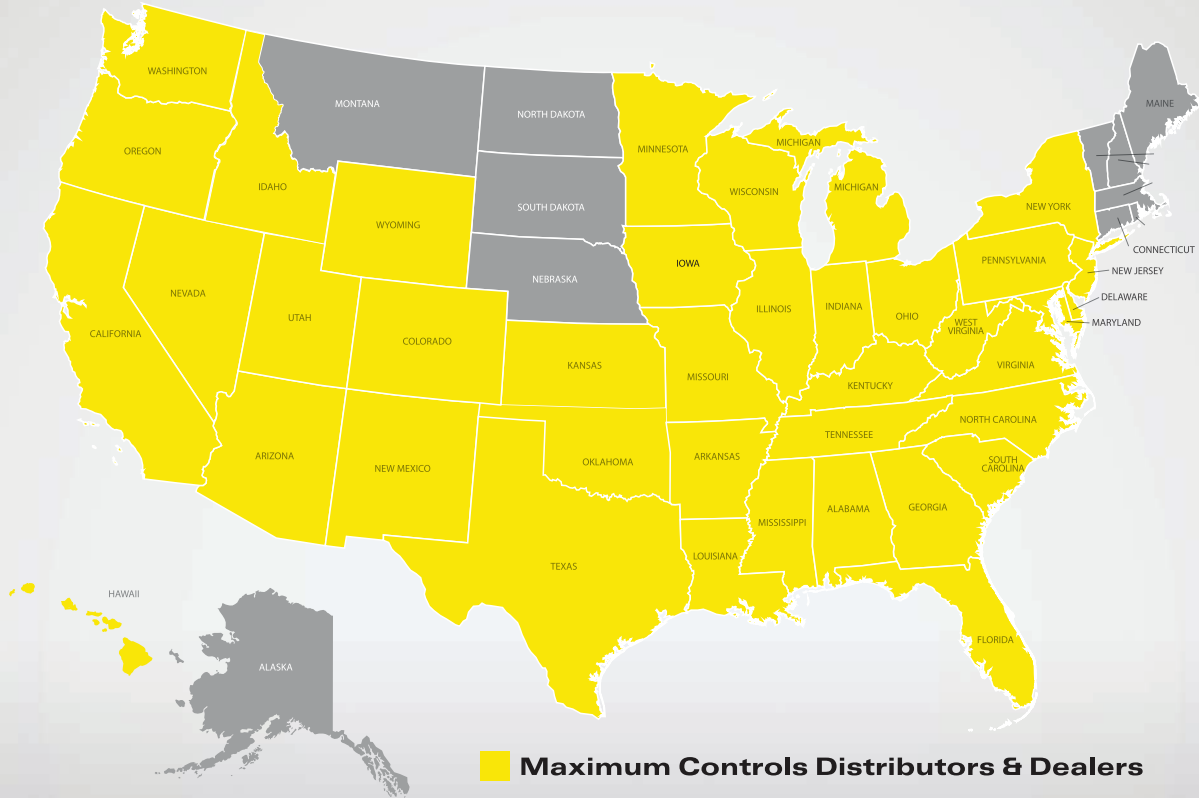 WASHINGTON
MONTANA
NORTH DAKOTA
MAINE
MINNESOTA
MICHIGAN
OREGON
IDAHO
SOUTH DAKOTA
WISCONSIN
MICHIGAN
NEW YORK
WYOMING
IOWA
CONNECTICUT
PENNSYLVANIA
NEW JERSEY
NEBRASKA
NEVADA
DELAWARE
UTAH
ILLINOIS
INDIANA
OHIO
WEST
VIRGINIA
MARYLAND
CALIFORNIA
COLORADO
KANSAS
MISSOURI
KENTUCKY
VIRGINIA
NORTH CAROLINA
TENNESSEE
ARIZONA
NEW MEXICO
OKLAHOMA
ARKANSAS
SOUTH
CAROLINA
MISSISSIPPI
ALABAMA
GEORGIA
TEXAS
LOUISIANA
HAWAII
FLORIDA
ALASKA
Maximum Controls Distributors & Dealers